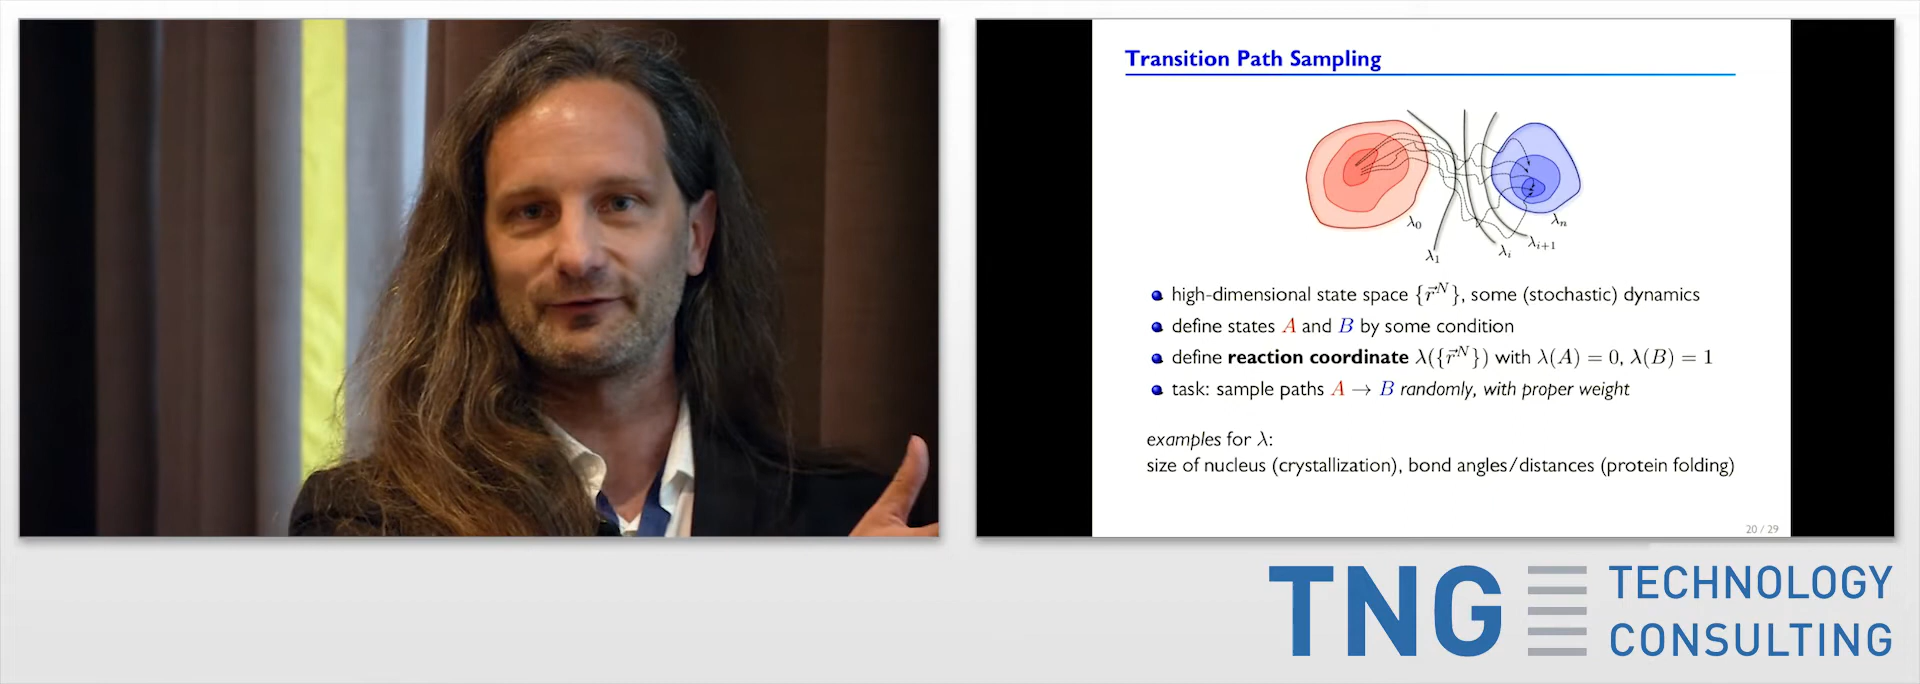 Transition Path Sampling
λ₀
λ₁
λᵢ
λᵢ₊₁
λₙ
high-dimensional state space {r⃗ᴺ}, some (stochastic) dynamics
define states A and B by some condition
define reaction coordinate λ({r⃗ᴺ}) with λ(A) = 0, λ(B) = 1
task: sample paths A → B randomly, with proper weight
examples for λ:
size of nucleus (crystallization), bond angles/distances (protein folding)
20 / 29
TNG TECHNOLOGY
CONSULTING